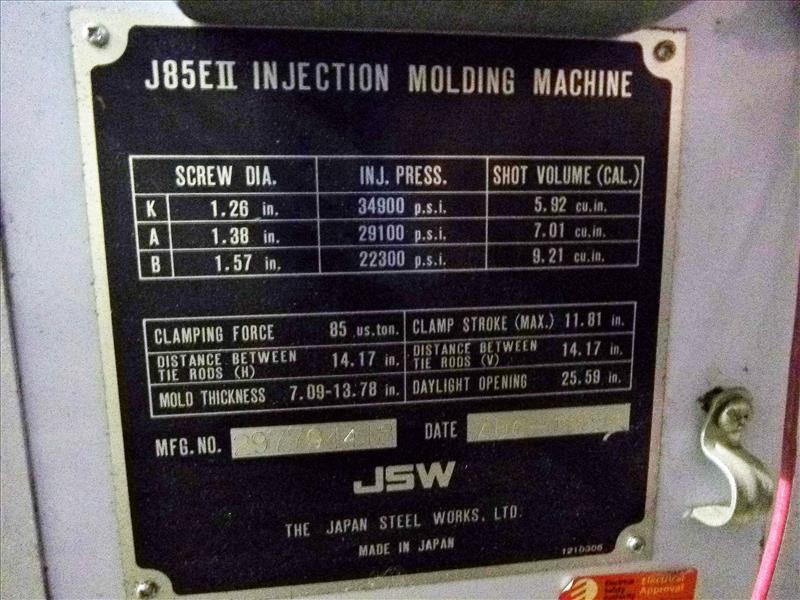 J85EII INJECTION MOLDING MACHINE
SCREW DIA. INJ. PRESS. SHOT VOLUME (CAL.)
K 1.26 in. 34900 p.s.i. 5.92 cu.in.
A 1.38 in. 29100 p.s.i. 7.01 cu.in.
B 1.57 in. 22300 p.s.i. 9.21 cu.in.
CLAMPING FORCE 85 us.ton. CLAMP STROKE (MAX.) 11.81 in.
DISTANCE BETWEEN TIE RODS (H) 14.17 in. DISTANCE BETWEEN TIE RODS (V) 14.17 in.
MOLD THICKNESS 7.09-13.78 in. DAYLIGHT OPENING 25.59 in.
MFG.NO. DATE
JSW
THE JAPAN STEEL WORKS, LTD.
MADE IN JAPAN
1210306
Electrical
Approval